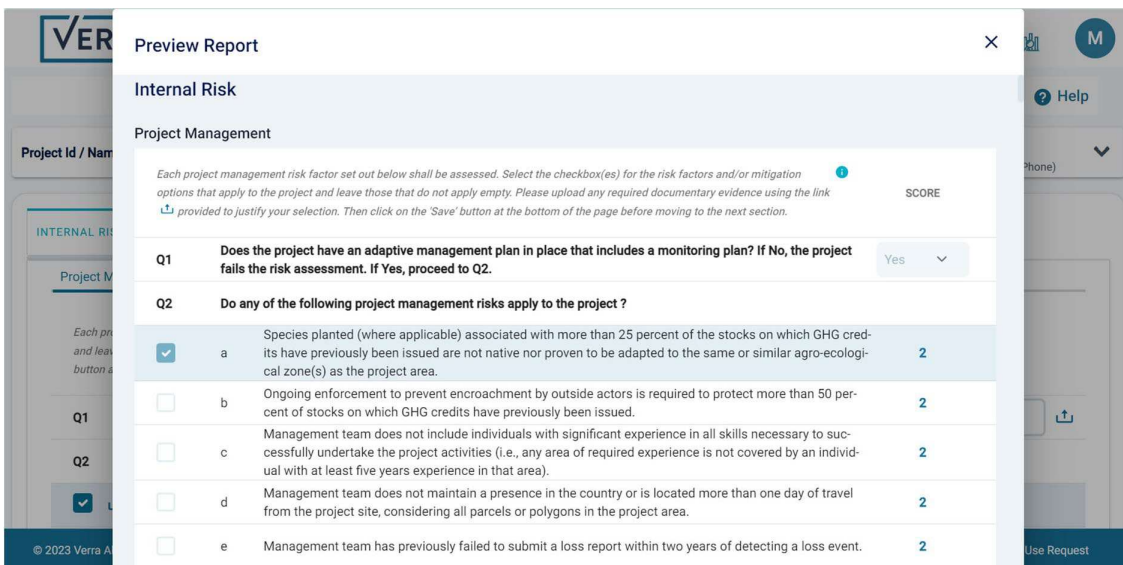 VER
Preview Report
M
Internal Risk
Help
Project Management
Project Id / Nam
Phone)
Each project management risk factor set out below shall be assessed. Select the checkbox(es) for the risk factors and/or mitigation
options that apply to the project and leave those that do not apply empty. Please upload any required documentary evidence using the link
provided to justify your selection. Then click on the 'Save' button at the bottom of the page before moving to the next section.
SCORE
INTERNAL RI
Q1 Does the project have an adaptive management plan in place that includes a monitoring plan? If No, the project
fails the risk assessment. If Yes, proceed to Q2.
Yes
Project M
Q2 Do any of the following project management risks apply to the project ?
Each pr
and leav
button a
a Species planted (where applicable) associated with more than 25 percent of the stocks on which GHG cred-
its have previously been issued are not native nor proven to be adapted to the same or similar agro-ecologi-
cal zone(s) as the project area.
2
b Ongoing enforcement to prevent encroachment by outside actors is required to protect more than 50 per-
cent of stocks on which GHG credits have previously been issued.
2
Q1
c Management team does not include individuals with significant experience in all skills necessary to suc-
cessfully undertake the project activities (i.e., any area of required experience is not covered by an individ-
ual with at least five years experience in that area).
2
Q2
d Management team does not maintain a presence in the country or is located more than one day of travel
from the project site, considering all parcels or polygons in the project area.
2
e Management team has previously failed to submit a loss report within two years of detecting a loss event. 2
© 2023 Verra A
Use Request